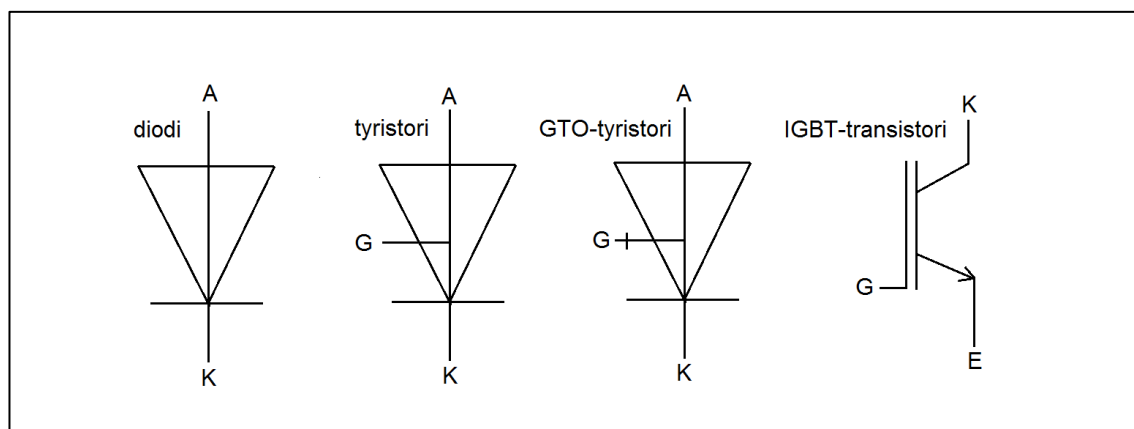 A
diodi
K
A
tyristori
G
K
A
GTO-tyristori
G
K
K
IGBT-transistori
G
E